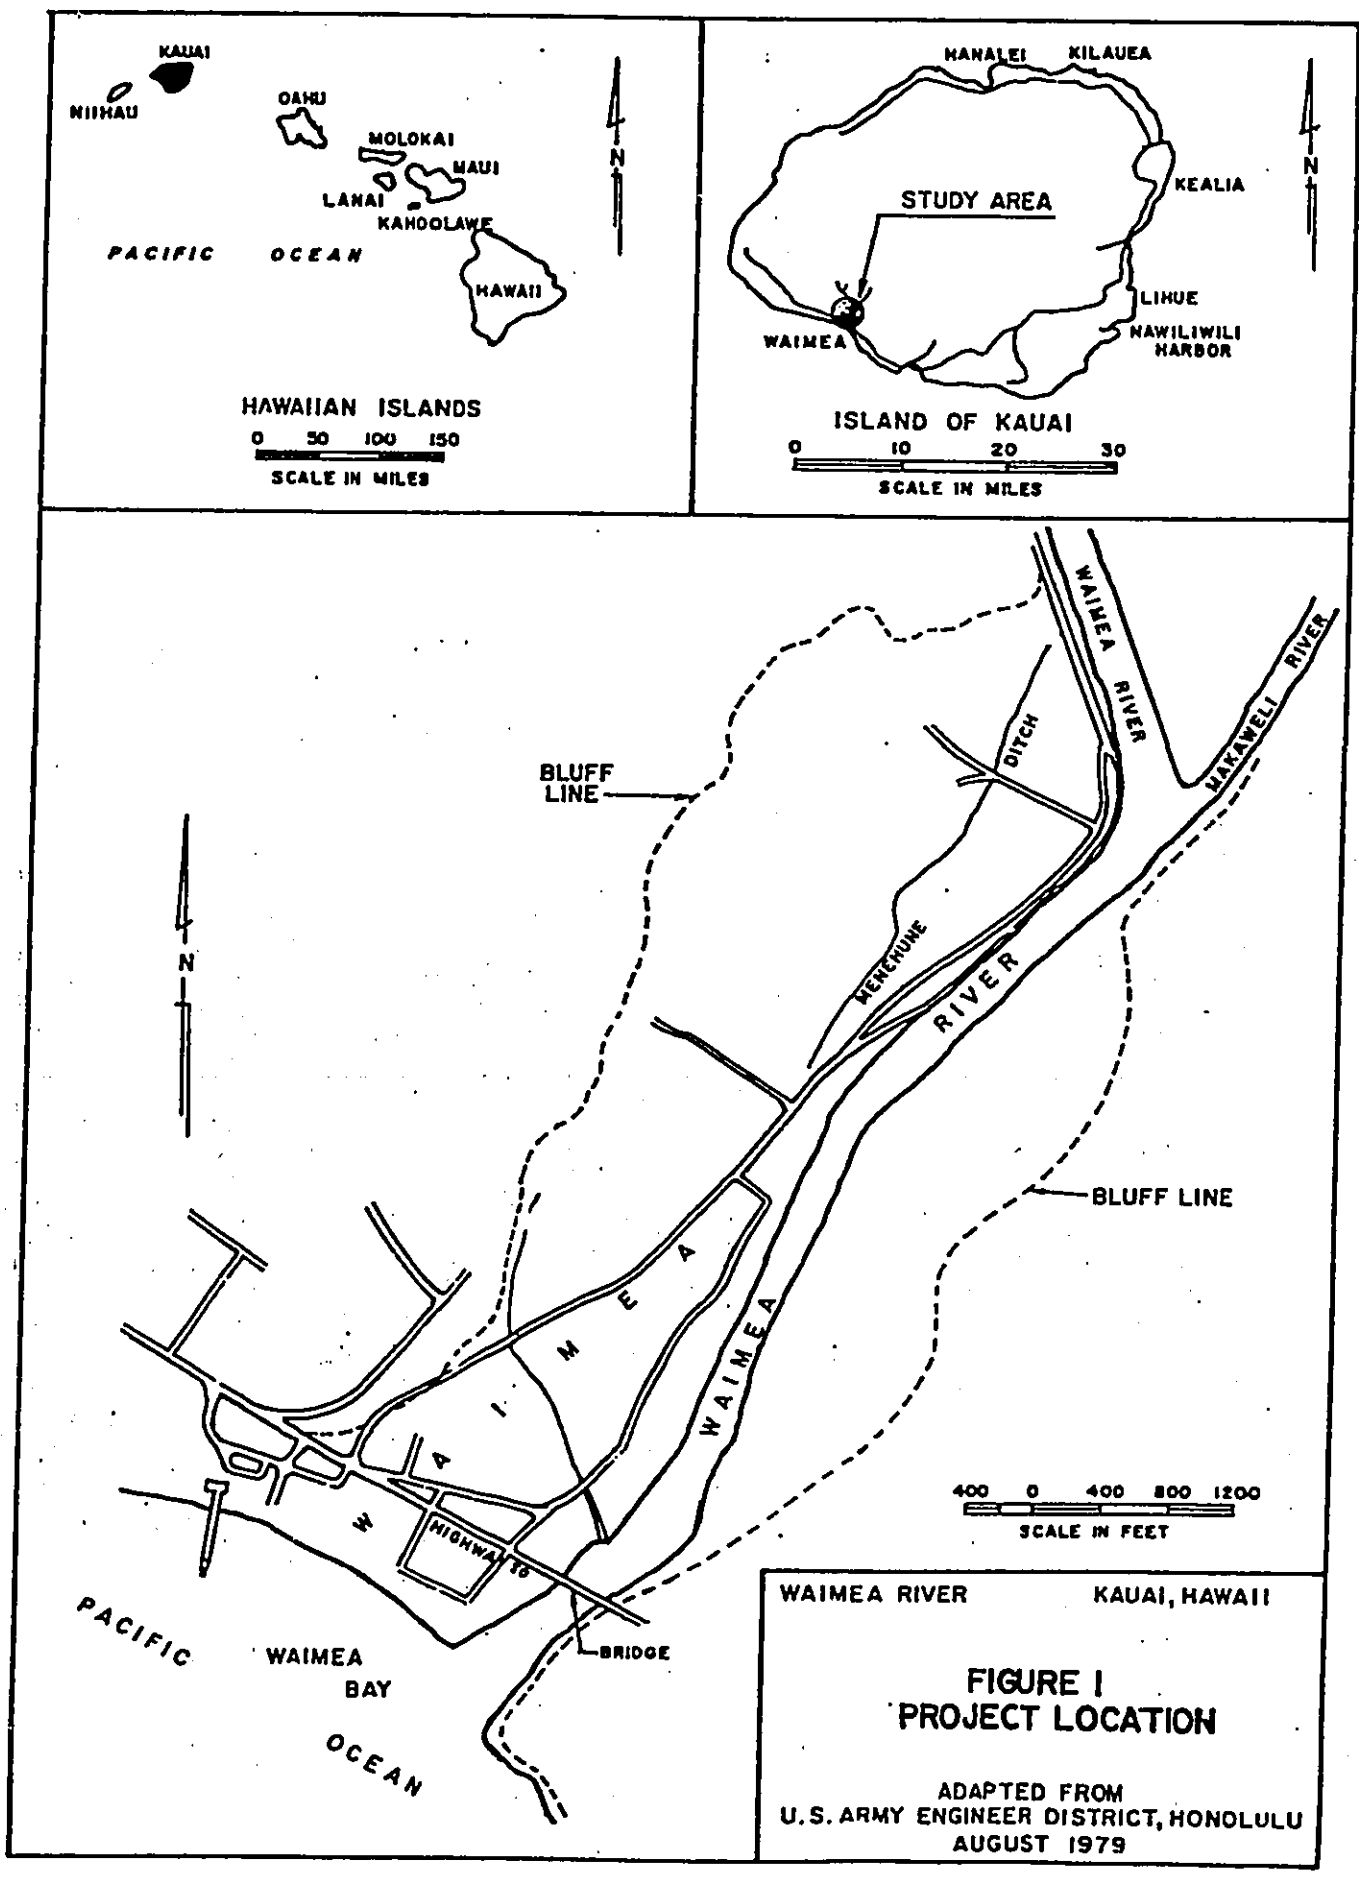 KAUAI
NIIHAU
OAHU
MOLOKAI
MAUI
LANAI
KAHOOLAWE
PACIFIC OCEAN
HAWAII
N
HAWAIIAN ISLANDS
0 50 100 150
SCALE IN MILES
HANALEI
KILAUEA
N
KEALIA
STUDY AREA
LIHUE
NAWILIWILI
HARBOR
WAIMEA
ISLAND OF KAUAI
0 10 20 30
SCALE IN MILES
WAIMEA RIVER
MAKAWELI RIVER
DITCH
BLUFF
LINE
MENEHUNE
N
RIVER
BLUFF LINE
WAIMEA
WAIMEA
HIGHWAY 50
400 0 400 800 1200
SCALE IN FEET
BRIDGE
PACIFIC
WAIMEA
BAY
OCEAN
WAIMEA RIVER KAUAI, HAWAII
FIGURE 1
PROJECT LOCATION
ADAPTED FROM
U.S. ARMY ENGINEER DISTRICT, HONOLULU
AUGUST 1979